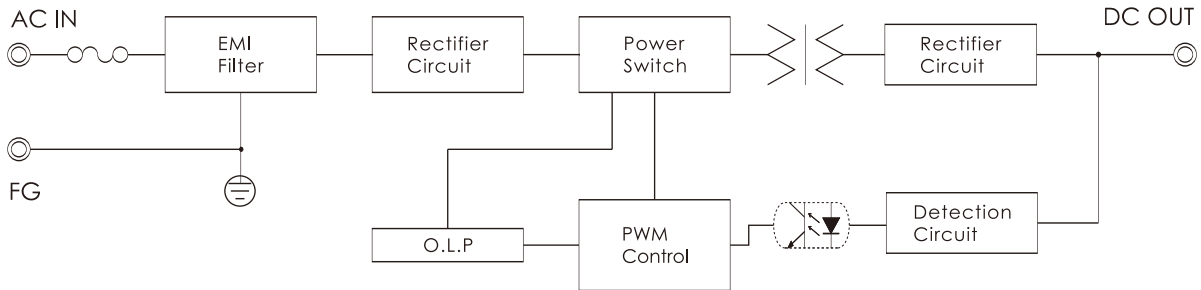 AC IN
DC OUT
EMI
Filter
Rectifier
Circuit
Power
Switch
Rectifier
Circuit
FG
O.L.P
PWM
Control
Detection
Circuit